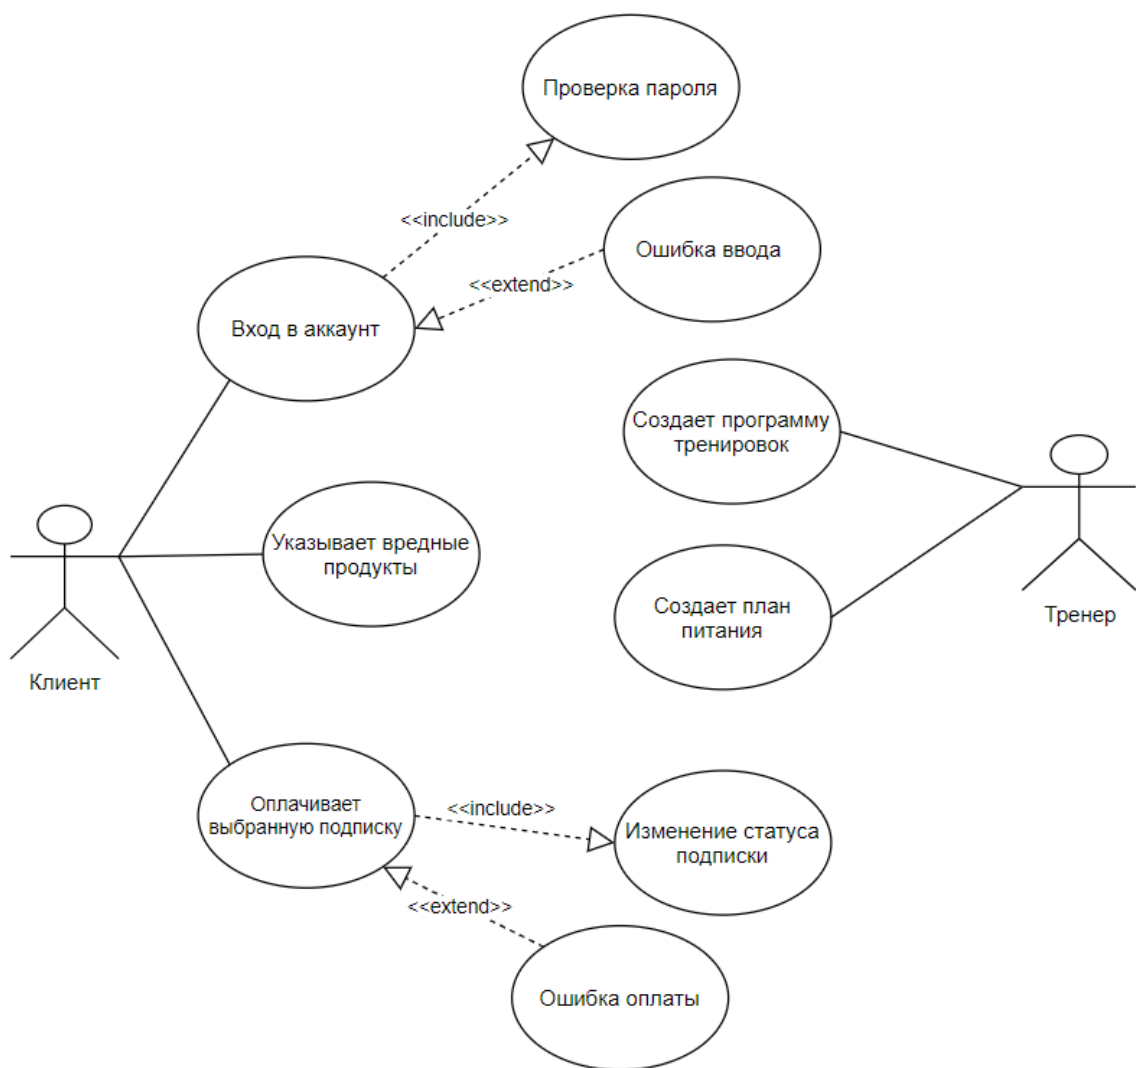 Проверка пароля
<<include>>
Ошибка ввода
<<extend>>
Вход в аккаунт
Создает программу
тренировок
Указывает вредные
продукты
Создает план
питания
Тренер
Клиент
Оплачивает
выбранную подписку
<<include>>
Изменение статуса
подписки
<<extend>>
Ошибка оплаты